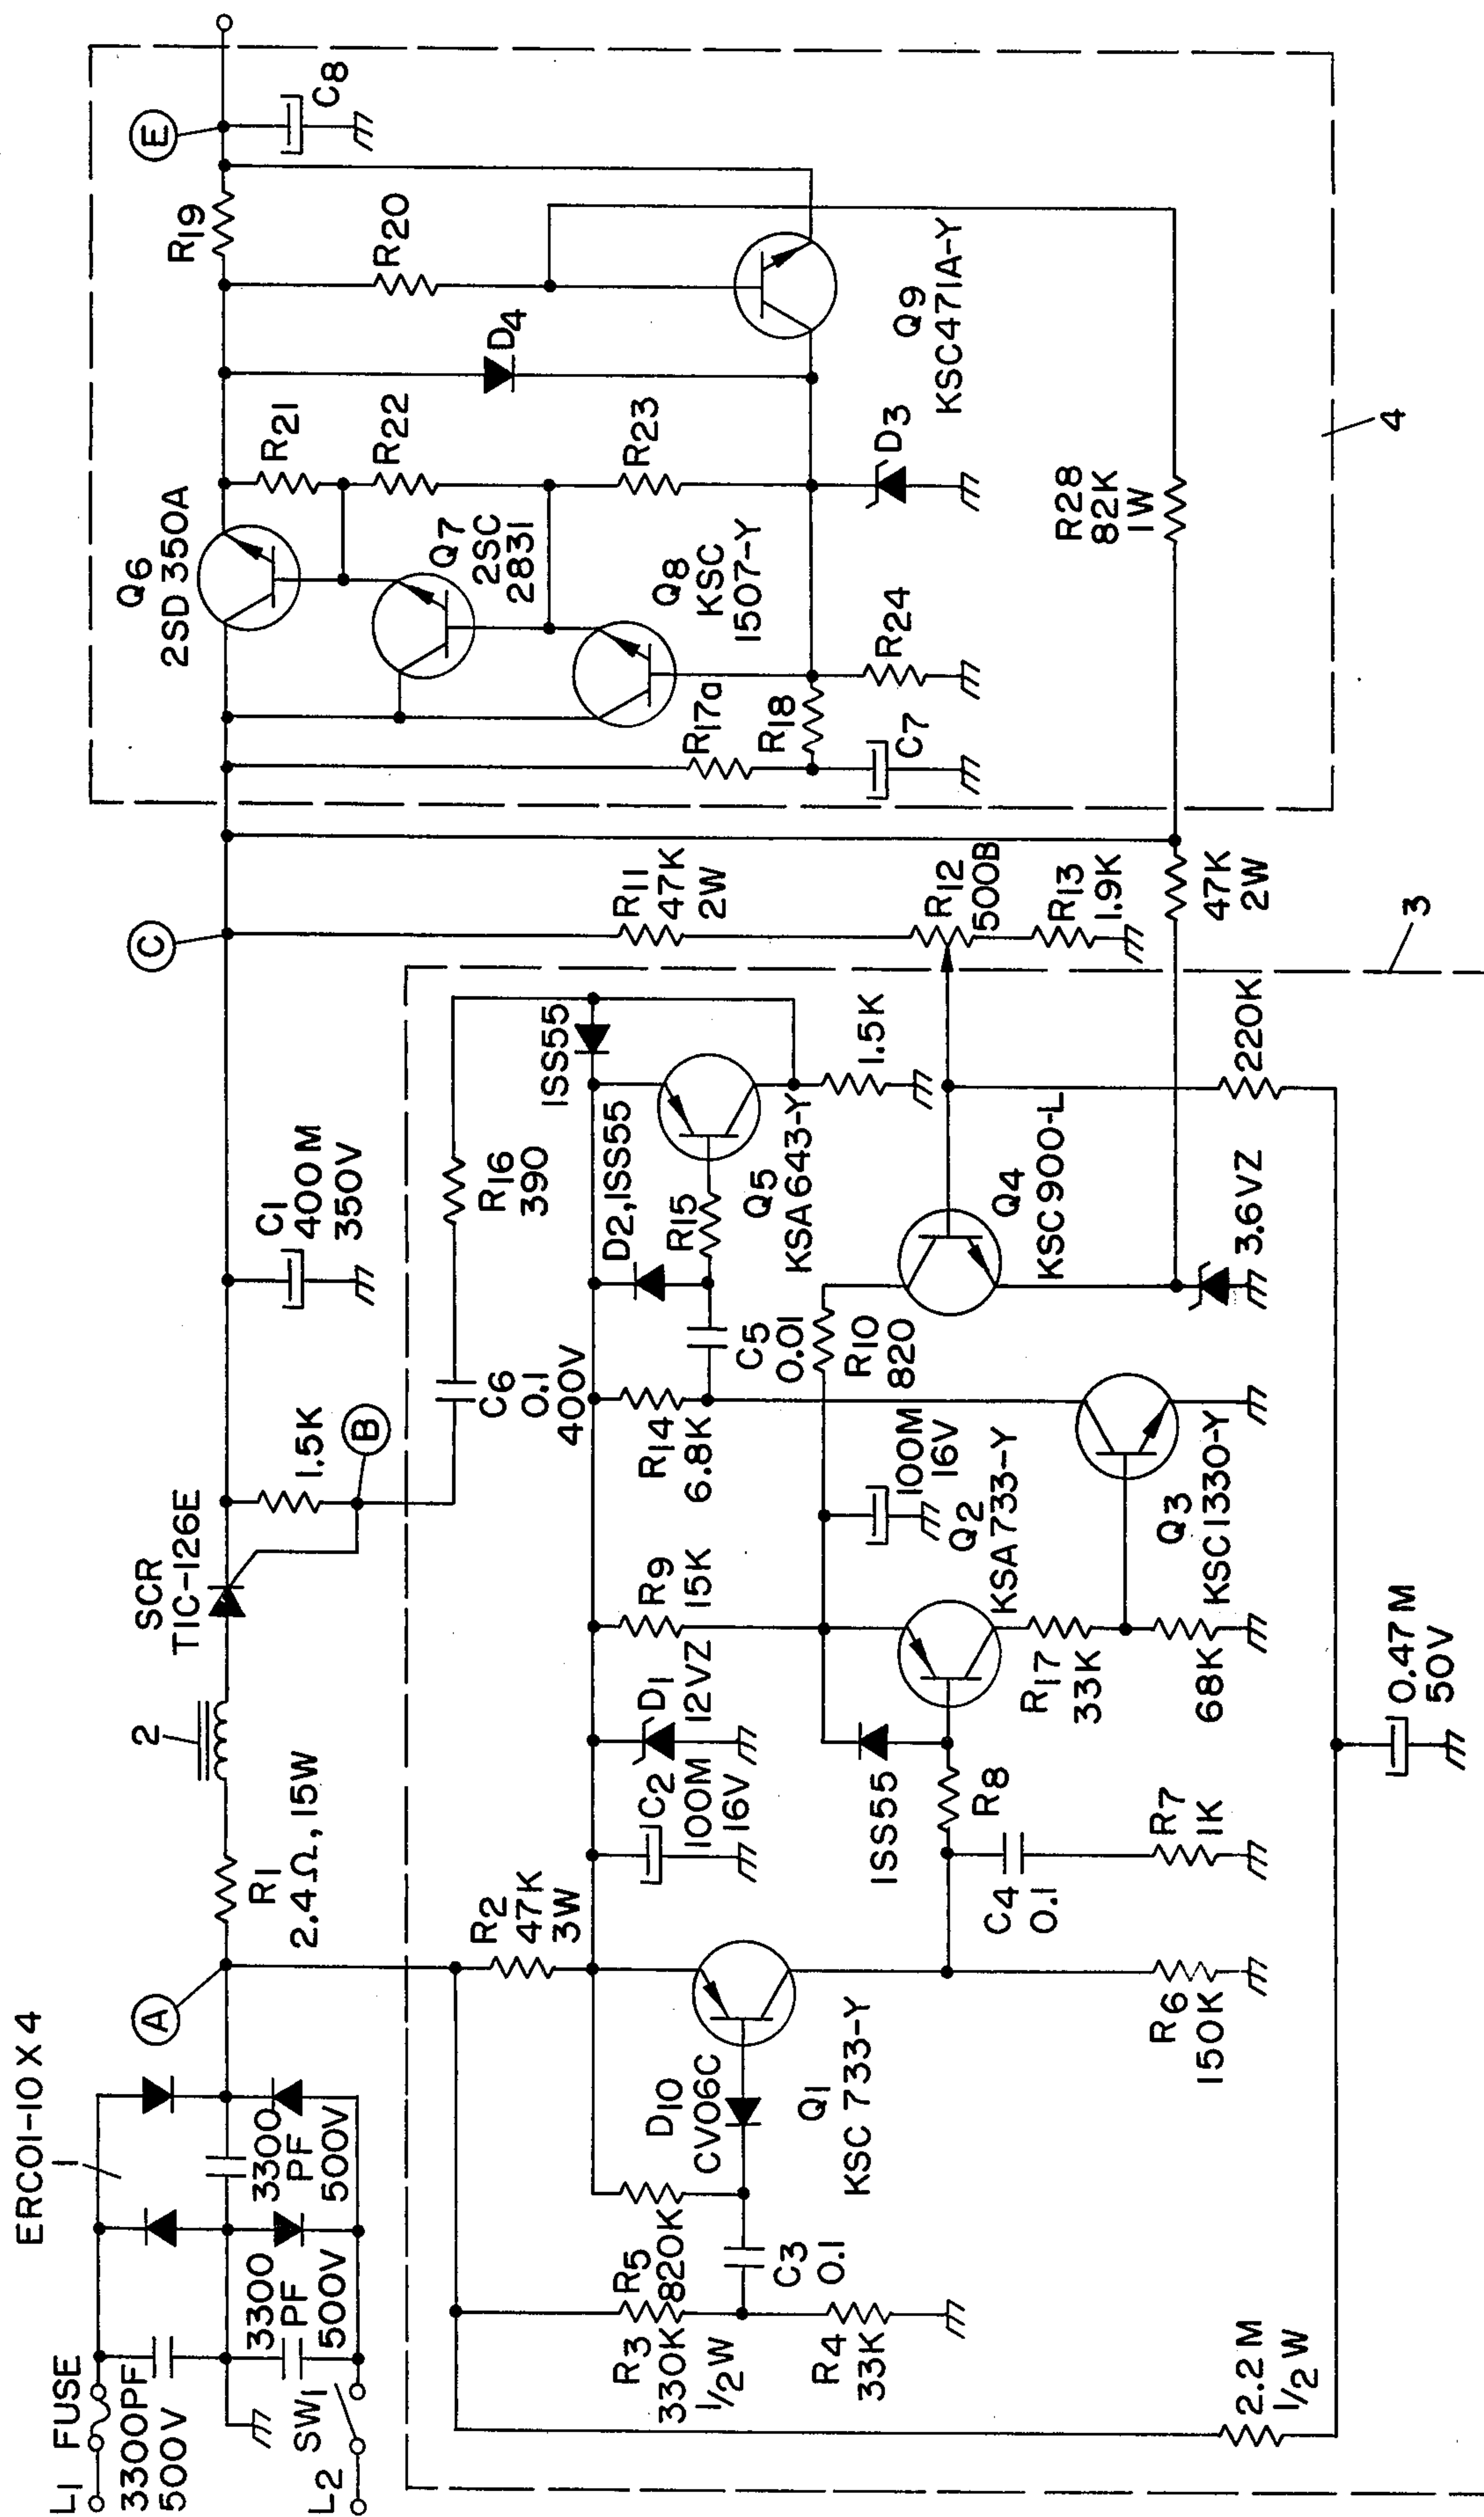 L1 FUSE
3300PF
500V
SW1
L2
ERC01-10 X 4
1
3300
PF
500V
3300
PF
500V
A
R1
2.4Ω, 15W
2
SCR
TIC-126E
1.5K
B
C1
400M
350V
C
Q6
2SD 350A
R21
R22
R23
Q7
2SC
2831
Q8
KSC
1507-Y
R17a
R18
C7
R24
D3
D4
R19
R20
E
C8
Q9
KSC471A-Y
R28
82K
1W
4
R2
47K
3W
C2
100M
16V
D1
12VZ
R9
15K
C6
0.1
400V
R16
390
R14
6.8K
D2, ISS55
ISS55
R15
C5
0.01
Q5
KSA643-Y
1.5K
R11
47K
2W
R12
500B
R13
1.9K
47K
2W
3
R3
330K
1/2 W
R5
820K
R4
33K
C3
0.1
D10
CV06C
Q1
KSC 733-Y
R6
150K
C4
0.1
R7
1K
R8
ISS55
Q2
KSA733-Y
100M
16V
R10
820
R17
33K
68K
Q3
KSC1330-Y
Q4
KSC900-L
3.6VZ
220K
2.2 M
1/2 W
0.47M
50V